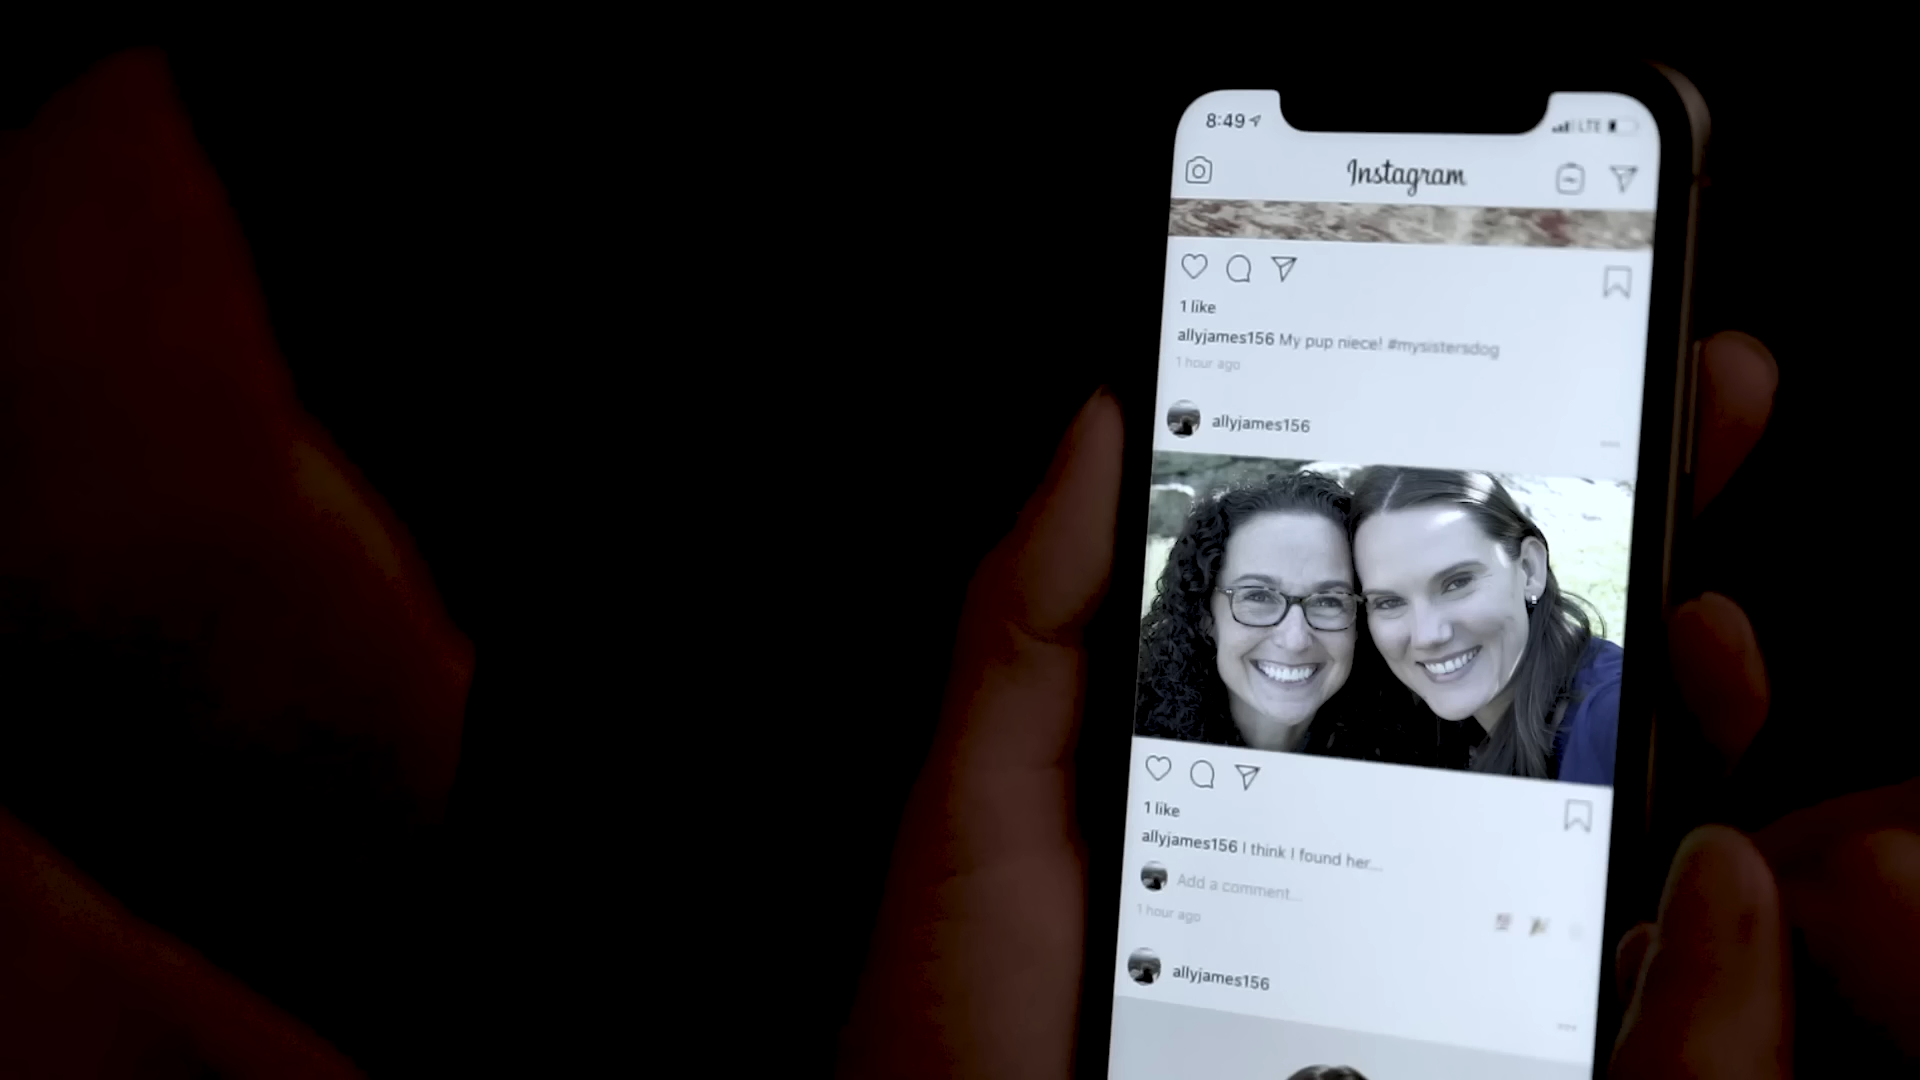 8:49
LTE
Instagram
1 like
allyjames156 My pup niece! #mysistersdog
1 hour ago
allyjames156
1 like
allyjames156 I think I found her...
Add a comment...
1 hour ago
allyjames156